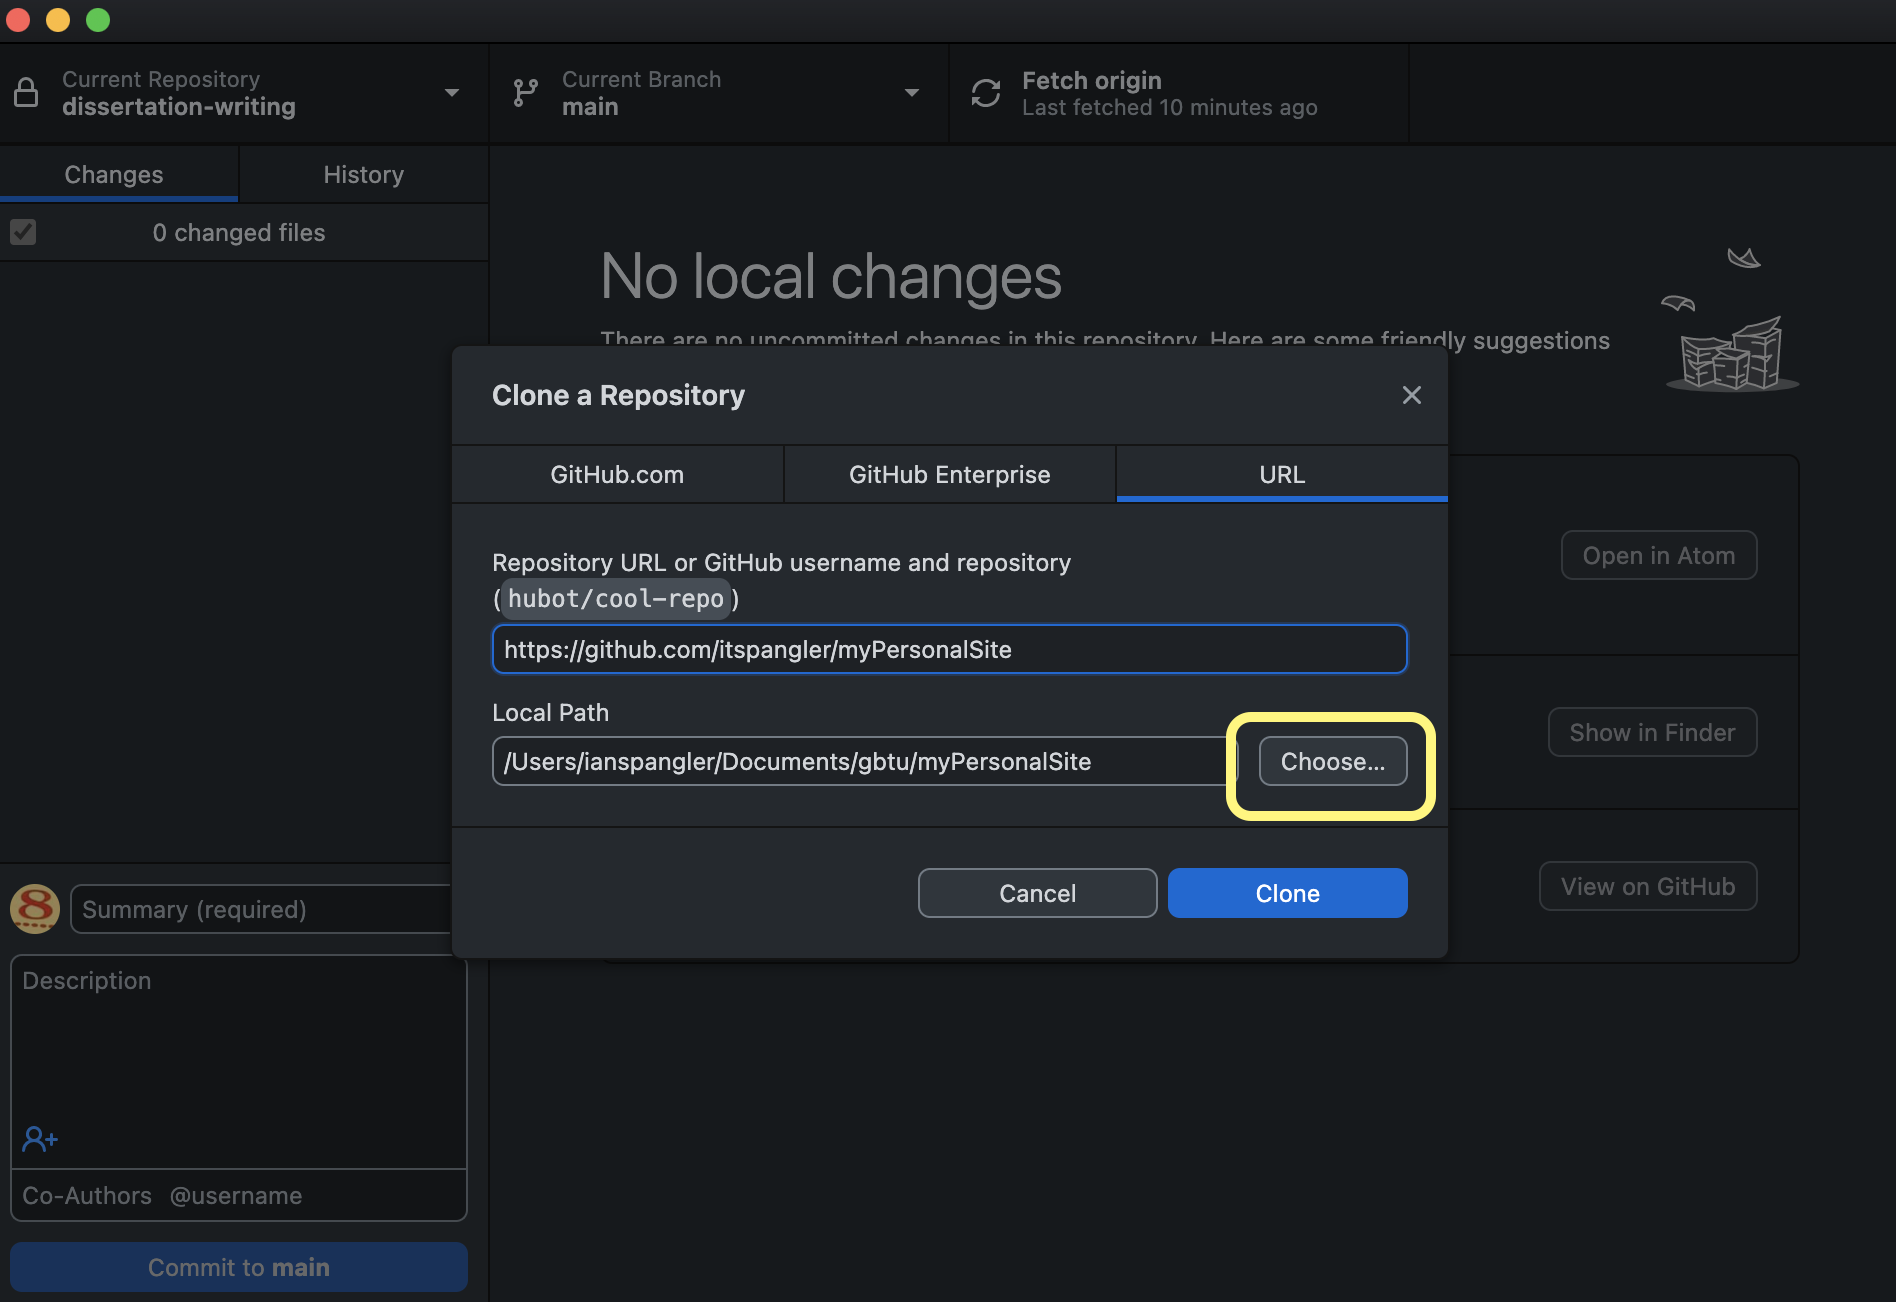 Current Repository
dissertation-writing
Current Branch
main
Fetch origin
Last fetched 10 minutes ago
Changes
History
0 changed files
No local changes
There are no uncommitted changes in this repository. Here are some friendly suggestions
Clone a Repository
GitHub.com
GitHub Enterprise
URL
Repository URL or GitHub username and repository
(hubot/cool-repo)
https://github.com/itspangler/myPersonalSite
Local Path
/Users/ianspangler/Documents/gbtu/myPersonalSite
Choose...
Cancel
Clone
Open in Atom
Show in Finder
View on GitHub
Summary (required)
Description
Co-Authors @username
Commit to main